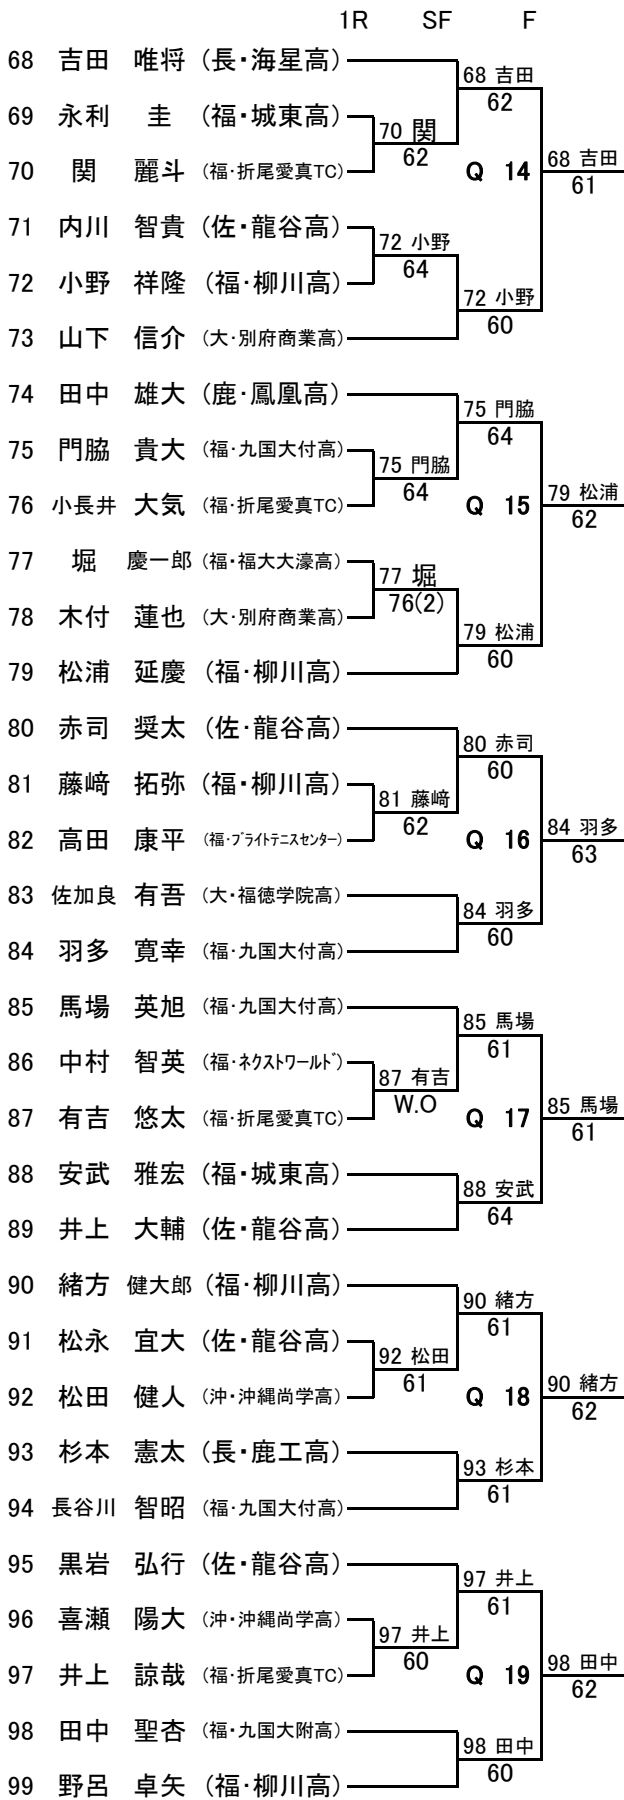 1R SF F
68 吉田 唯将 (長・海星高)
68 吉田
62
69 永利 圭 (福・城東高)
70 関
62
70 関 麗斗 (福・折尾愛真TC)
Q 14
68 吉田
61
71 内川 智貴 (佐・龍谷高)
72 小野
64
72 小野 祥隆 (福・柳川高)
72 小野
60
73 山下 信介 (大・別府商業高)
74 田中 雄大 (鹿・鳳凰高)
75 門脇
64
75 門脇 貴大 (福・九国大付高)
75 門脇
64
76 小長井 大気 (福・折尾愛真TC)
Q 15
79 松浦
62
77 堀 慶一郎 (福・福大大濠高)
77 堀
76(2)
78 木付 蓮也 (大・別府商業高)
79 松浦
60
79 松浦 延慶 (福・柳川高)
80 赤司 奨太 (佐・龍谷高)
80 赤司
60
81 藤﨑 拓弥 (福・柳川高)
81 藤﨑
62
82 高田 康平 (福・ブライトテニスセンター)
Q 16
84 羽多
63
83 佐加良 有吾 (大・福徳学院高)
84 羽多
60
84 羽多 寛幸 (福・九国大付高)
85 馬場 英旭 (福・九国大付高)
85 馬場
61
86 中村 智英 (福・ネクストワールド)
87 有吉
W.O
87 有吉 悠太 (福・折尾愛真TC)
Q 17
85 馬場
61
88 安武 雅宏 (福・城東高)
88 安武
64
89 井上 大輔 (佐・龍谷高)
90 緒方 健大郎 (福・柳川高)
90 緒方
61
91 松永 宜大 (佐・龍谷高)
92 松田
61
92 松田 健人 (沖・沖縄尚学高)
Q 18
90 緒方
62
93 杉本 憲太 (長・鹿工高)
93 杉本
61
94 長谷川 智昭 (福・九国大付高)
95 黒岩 弘行 (佐・龍谷高)
97 井上
61
96 喜瀬 陽大 (沖・沖縄尚学高)
97 井上
60
97 井上 諒哉 (福・折尾愛真TC)
Q 19
98 田中
62
98 田中 聖杏 (福・九国大附高)
98 田中
60
99 野呂 卓矢 (福・柳川高)